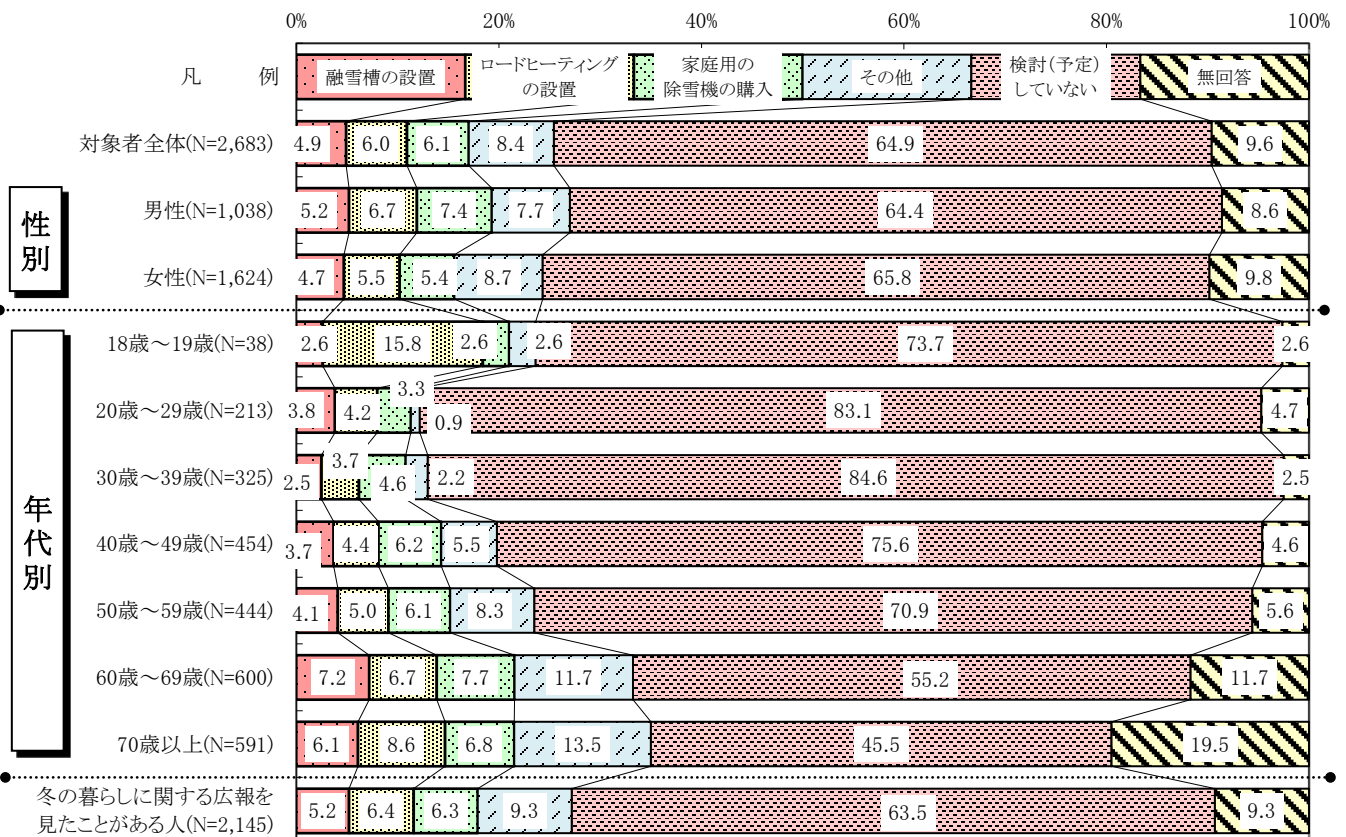 0% 20% 40% 60% 80% 100%
凡 例
融雪槽の設置
ロードヒーティング
の設置
家庭用の
除雪機の購入
その他
検討(予定)
していない
無回答
対象者全体(N=2,683) 4.9 6.0 6.1 8.4 64.9 9.6
性別
男性(N=1,038) 5.2 6.7 7.4 7.7 64.4 8.6
女性(N=1,624) 4.7 5.5 5.4 8.7 65.8 9.8
年代別
18歳～19歳(N=38) 2.6 15.8 2.6 2.6 73.7 2.6
20歳～29歳(N=213) 3.8 4.2 3.3 0.9 83.1 4.7
30歳～39歳(N=325) 2.5 3.7 4.6 2.2 84.6 2.5
40歳～49歳(N=454) 3.7 4.4 6.2 5.5 75.6 4.6
50歳～59歳(N=444) 4.1 5.0 6.1 8.3 70.9 5.6
60歳～69歳(N=600) 7.2 6.7 7.7 11.7 55.2 11.7
70歳以上(N=591) 6.1 8.6 6.8 13.5 45.5 19.5
冬の暮らしに関する広報を
見たことがある人(N=2,145) 5.2 6.4 6.3 9.3 63.5 9.3